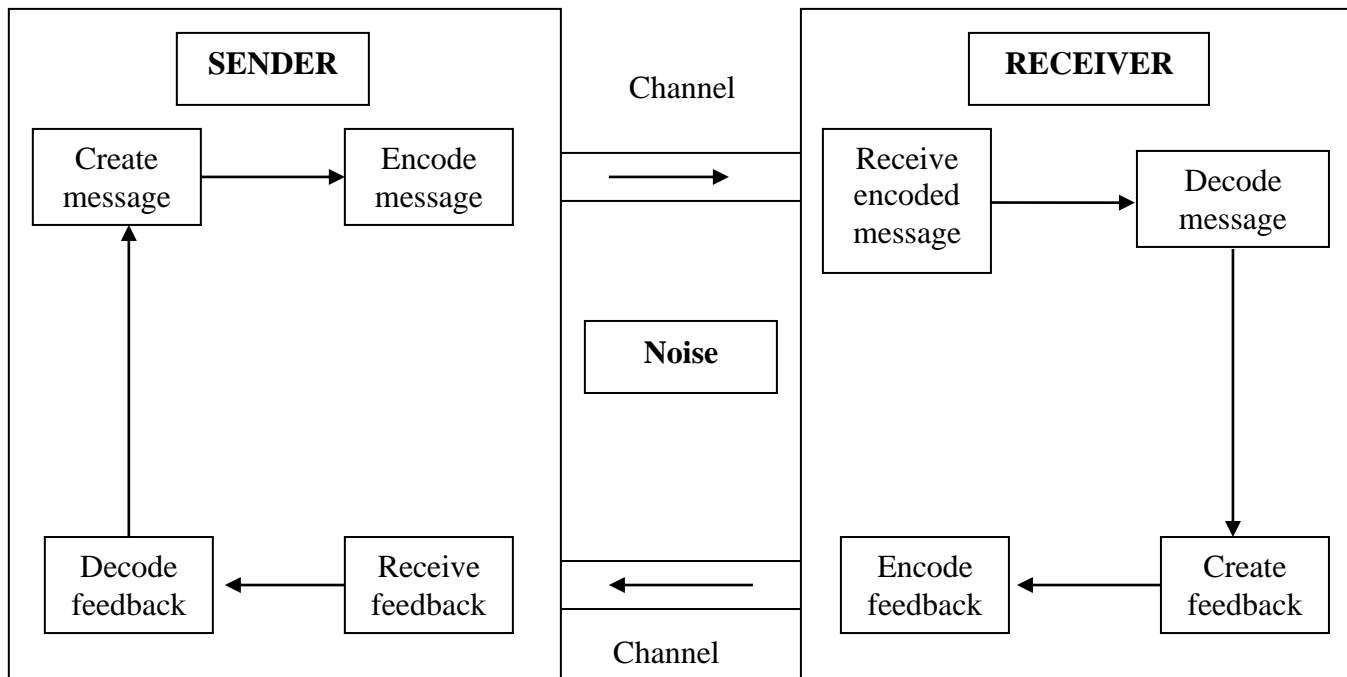 SENDER
RECEIVER
Channel
Create
message
Encode
message
Receive
encoded
message
Decode
message
Noise
Decode
feedback
Receive
feedback
Encode
feedback
Create
feedback
Channel